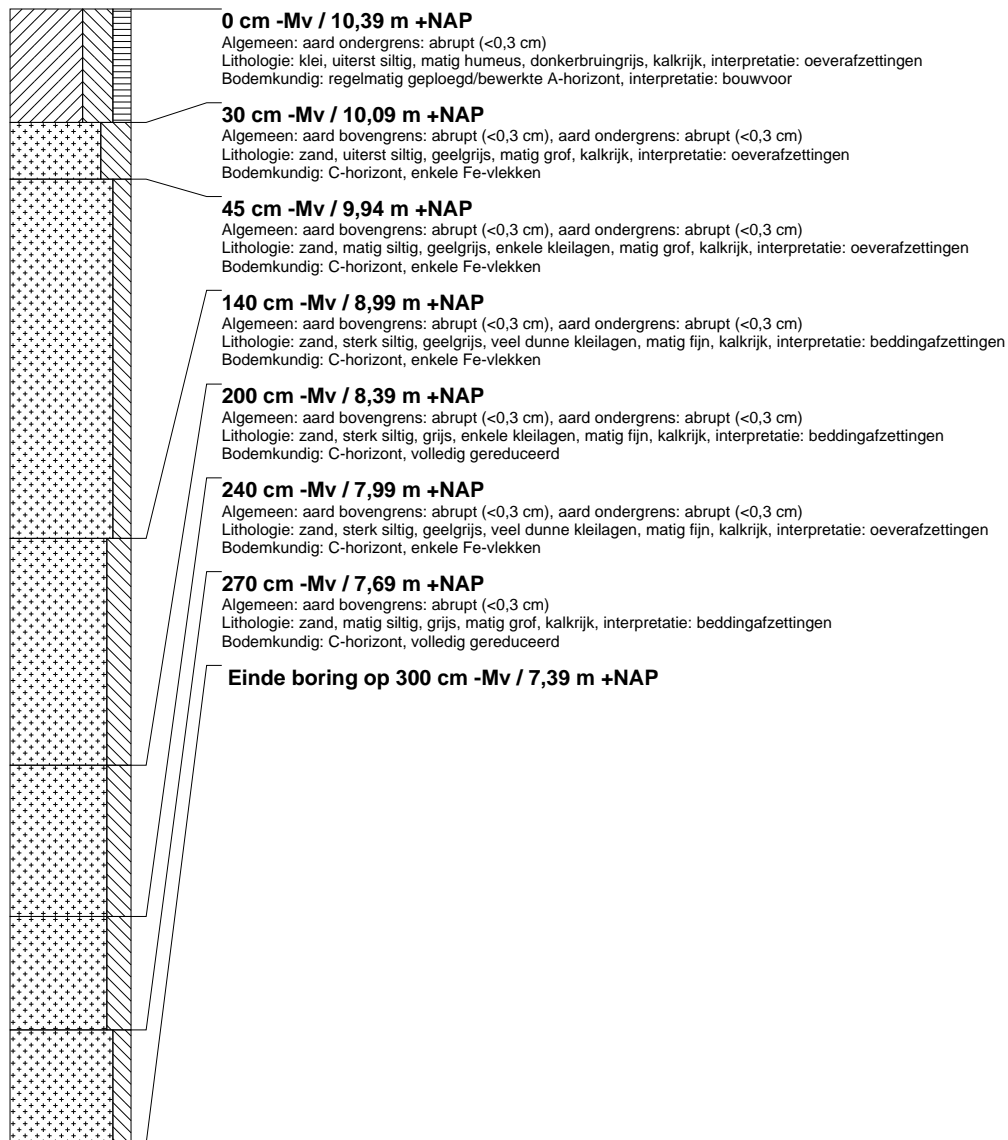 0 cm -Mv / 10,39 m +NAP
Algemeen: aard ondergrens: abrupt (<0,3 cm)
Lithologie: klei, uiterst siltig, matig humeus, donkerbruingrijs, kalkrijk, interpretatie: oeverafzettingen
Bodemkundig: regelmatig geploegd/bewerkte A-horizont, interpretatie: bouwvoor
30 cm -Mv / 10,09 m +NAP
Algemeen: aard bovengrens: abrupt (<0,3 cm), aard ondergrens: abrupt (<0,3 cm)
Lithologie: zand, uiterst siltig, geelgrijs, matig grof, kalkrijk, interpretatie: oeverafzettingen
Bodemkundig: C-horizont, enkele Fe-vlekken
45 cm -Mv / 9,94 m +NAP
Algemeen: aard bovengrens: abrupt (<0,3 cm), aard ondergrens: abrupt (<0,3 cm)
Lithologie: zand, matig siltig, geelgrijs, enkele kleilagen, matig grof, kalkrijk, interpretatie: oeverafzettingen
Bodemkundig: C-horizont, enkele Fe-vlekken
140 cm -Mv / 8,99 m +NAP
Algemeen: aard bovengrens: abrupt (<0,3 cm), aard ondergrens: abrupt (<0,3 cm)
Lithologie: zand, sterk siltig, geelgrijs, veel dunne kleilagen, matig fijn, kalkrijk, interpretatie: beddingafzettingen
Bodemkundig: C-horizont, enkele Fe-vlekken
200 cm -Mv / 8,39 m +NAP
Algemeen: aard bovengrens: abrupt (<0,3 cm), aard ondergrens: abrupt (<0,3 cm)
Lithologie: zand, sterk siltig, grijs, enkele kleilagen, matig fijn, kalkrijk, interpretatie: beddingafzettingen
Bodemkundig: C-horizont, volledig gereduceerd
240 cm -Mv / 7,99 m +NAP
Algemeen: aard bovengrens: abrupt (<0,3 cm), aard ondergrens: abrupt (<0,3 cm)
Lithologie: zand, sterk siltig, geelgrijs, veel dunne kleilagen, matig fijn, kalkrijk, interpretatie: oeverafzettingen
Bodemkundig: C-horizont, enkele Fe-vlekken
270 cm -Mv / 7,69 m +NAP
Algemeen: aard bovengrens: abrupt (<0,3 cm)
Lithologie: zand, matig siltig, grijs, matig grof, kalkrijk, interpretatie: beddingafzettingen
Bodemkundig: C-horizont, volledig gereduceerd
Einde boring op 300 cm -Mv / 7,39 m +NAP